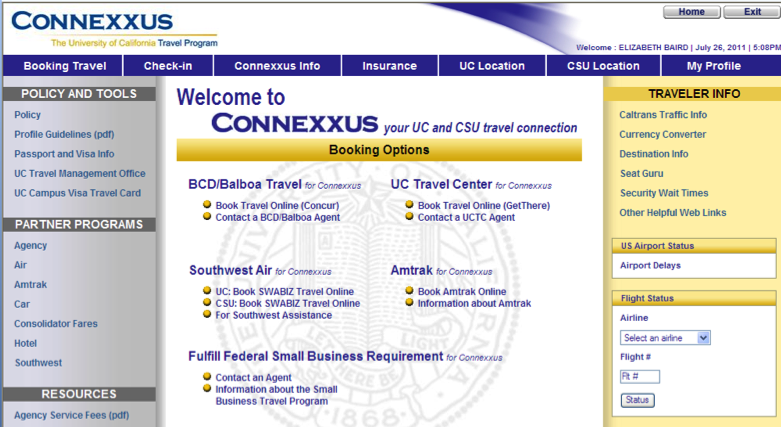 CONNEXXUS
The University of California Travel Program
Home
Exit
Welcome : ELIZABETH BAIRD | July 26, 2011 | 5:08PM
Booking Travel
Check-in
Connexxus Info
Insurance
UC Location
CSU Location
My Profile
POLICY AND TOOLS
Policy
Profile Guidelines (pdf)
Passport and Visa Info
UC Travel Management Office
UC Campus Visa Travel Card
PARTNER PROGRAMS
Agency
Air
Amtrak
Car
Consolidator Fares
Hotel
Southwest
RESOURCES
Agency Service Fees (pdf)
Welcome to
CONNEXXUS your UC and CSU travel connection
Booking Options
BCD/Balboa Travel for Connexxus
Book Travel Online (Concur)
Contact a BCD/Balboa Agent
UC Travel Center for Connexxus
Book Travel Online (GetThere)
Contact a UCTC Agent
Southwest Air for Connexxus
UC: Book SWABIZ Travel Online
CSU: Book SWABIZ Travel Online
For Southwest Assistance
Amtrak for Connexxus
Book Amtrak Online
Information about Amtrak
Fulfill Federal Small Business Requirement for Connexxus
Contact an Agent
Information about the Small
Business Travel Program
1868
TRAVELER INFO
Caltrans Traffic Info
Currency Converter
Destination Info
Seat Guru
Security Wait Times
Other Helpful Web Links
US Airport Status
Airport Delays
Flight Status
Airline
Select an airline
Flight #
Flt #
Status